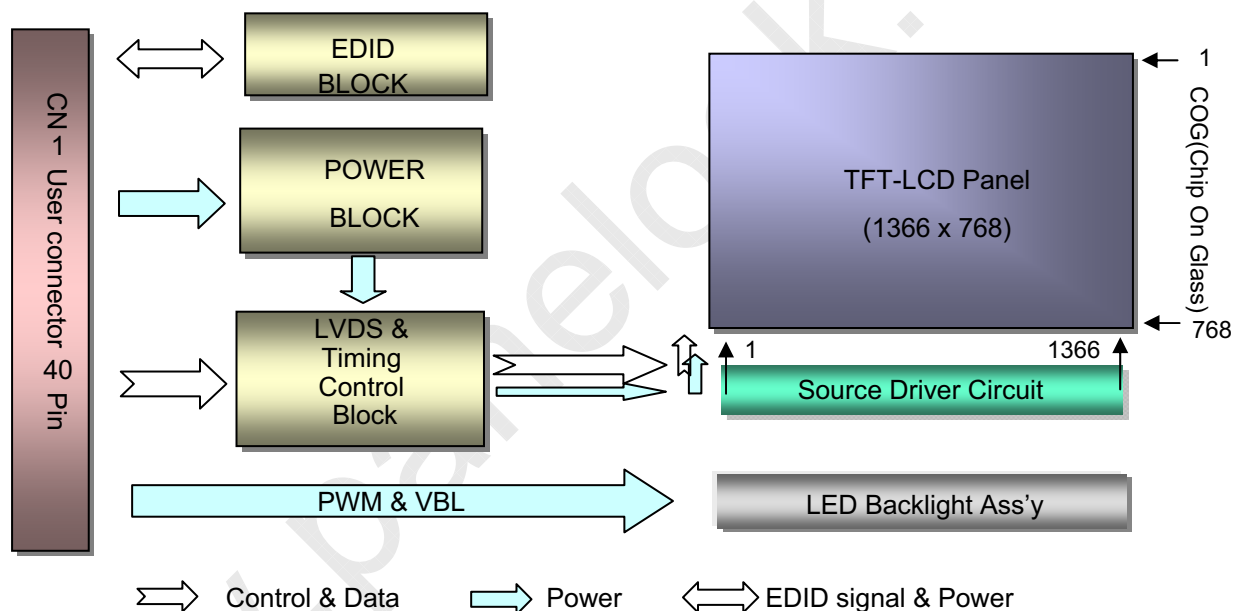 CN 1 User connector 40 Pin
EDID
BLOCK
POWER
BLOCK
LVDS &
Timing
Control
Block
PWM & VBL
TFT-LCD Panel
(1366 x 768)
1
COG(Chip On Glass)
768
1
1366
Source Driver Circuit
LED Backlight Ass’y
Control & Data
Power
EDID signal & Power